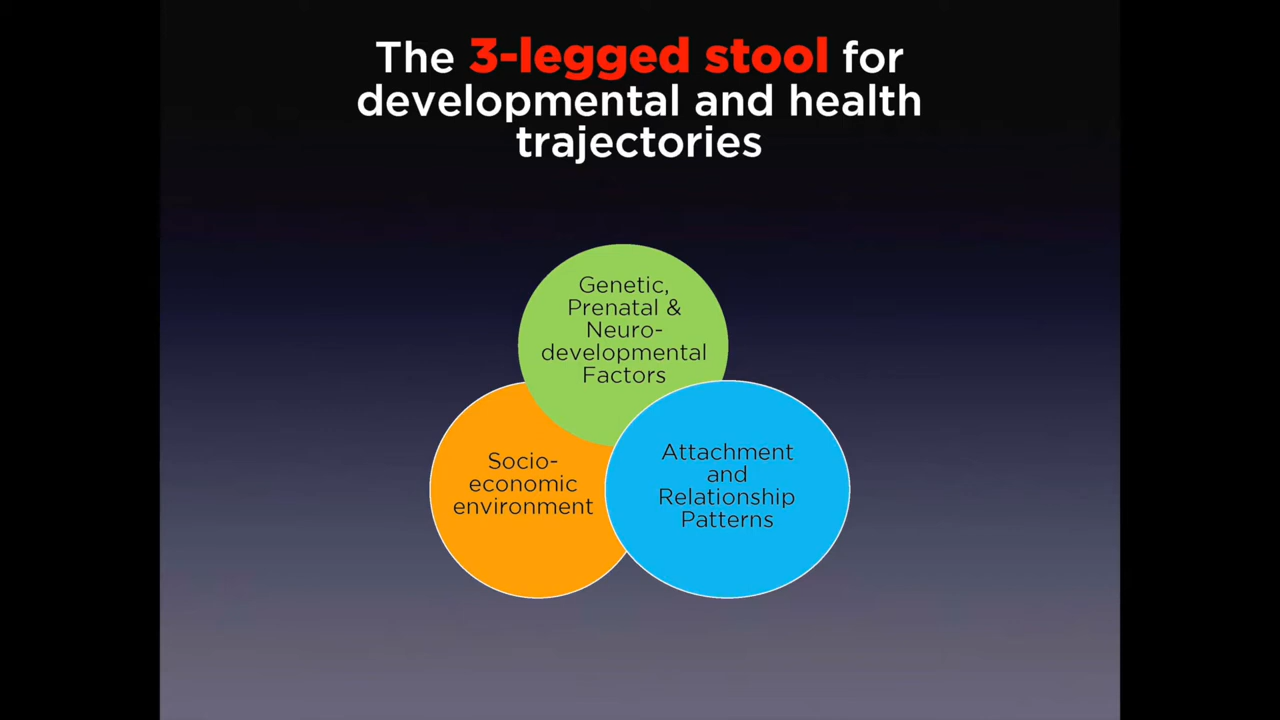 The 3-legged stool for
developmental and health
trajectories
Genetic,
Prenatal &
Neuro-
developmental
Factors
Socio-
economic
environment
Attachment
and
Relationship
Patterns